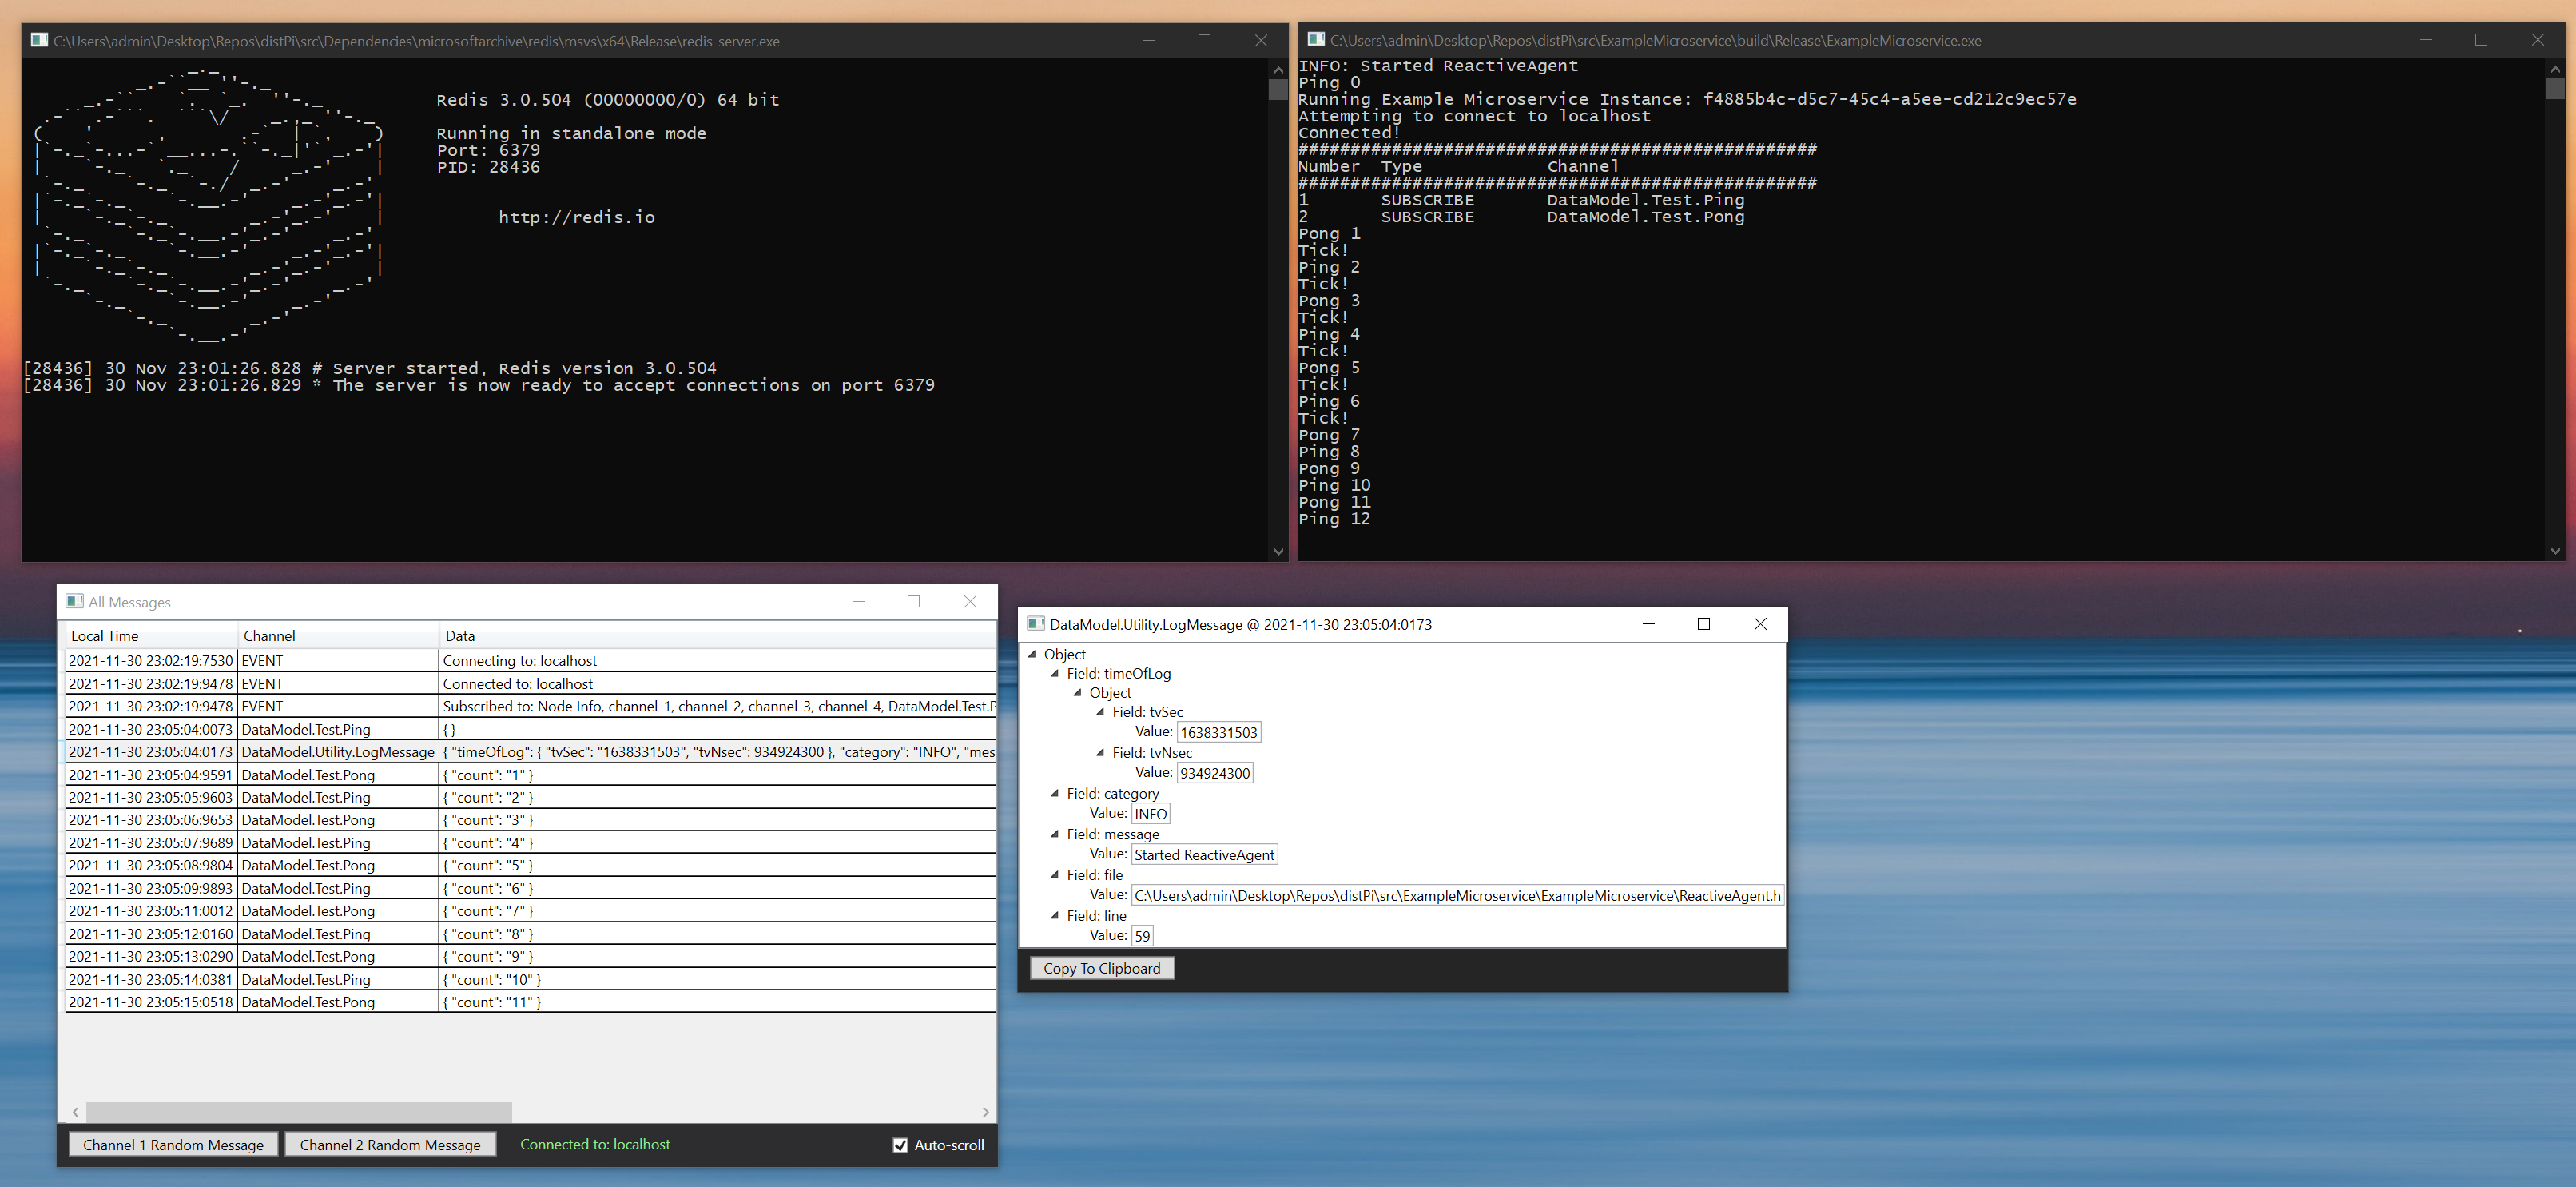 C:\Users\admin\Desktop\Repos\distPi\src\Dependencies\microsoftarchive\redis\msvs\x64\Release\redis-server.exe
Redis 3.0.504 (00000000/0) 64 bit
Running in standalone mode
Port: 6379
PID: 28436
http://redis.io
[28436] 30 Nov 23:01:26.828 # Server started, Redis version 3.0.504
[28436] 30 Nov 23:01:26.829 * The server is now ready to accept connections on port 6379
C:\Users\admin\Desktop\Repos\distPi\src\ExampleMicroservice\build\Release\ExampleMicroservice.exe
INFO: Started ReactiveAgent
Ping 0
Running Example Microservice Instance: f4885b4c-d5c7-45c4-a5ee-cd212c9ec57e
Attempting to connect to localhost
Connected!
##################################################
Number Type Channel
##################################################
1 SUBSCRIBE DataModel.Test.Ping
2 SUBSCRIBE DataModel.Test.Pong
Pong 1
Tick!
Ping 2
Tick!
Pong 3
Tick!
Ping 4
Tick!
Pong 5
Tick!
Ping 6
Tick!
Pong 7
Ping 8
Pong 9
Ping 10
Pong 11
Ping 12
All Messages
Local Time Channel Data
2021-11-30 23:02:19:7530 EVENT Connecting to: localhost
2021-11-30 23:02:19:9478 EVENT Connected to: localhost
2021-11-30 23:02:19:9478 EVENT Subscribed to: Node Info, channel-1, channel-2, channel-3, channel-4, DataModel.Test.P
2021-11-30 23:05:04:0073 DataModel.Test.Ping { }
2021-11-30 23:05:04:0173 DataModel.Utility.LogMessage { "timeOfLog": { "tvSec": "1638331503", "tvNsec": 934924300 }, "category": "INFO", "mes
2021-11-30 23:05:04:9591 DataModel.Test.Pong { "count": "1" }
2021-11-30 23:05:05:9603 DataModel.Test.Ping { "count": "2" }
2021-11-30 23:05:06:9653 DataModel.Test.Pong { "count": "3" }
2021-11-30 23:05:07:9689 DataModel.Test.Ping { "count": "4" }
2021-11-30 23:05:08:9804 DataModel.Test.Pong { "count": "5" }
2021-11-30 23:05:09:9893 DataModel.Test.Ping { "count": "6" }
2021-11-30 23:05:11:0012 DataModel.Test.Pong { "count": "7" }
2021-11-30 23:05:12:0160 DataModel.Test.Ping { "count": "8" }
2021-11-30 23:05:13:0290 DataModel.Test.Pong { "count": "9" }
2021-11-30 23:05:14:0381 DataModel.Test.Ping { "count": "10" }
2021-11-30 23:05:15:0518 DataModel.Test.Pong { "count": "11" }
Channel 1 Random Message Channel 2 Random Message Connected to: localhost Auto-scroll
DataModel.Utility.LogMessage @ 2021-11-30 23:05:04:0173
Object
Field: timeOfLog
Object
Field: tvSec
Value: 1638331503
Field: tvNsec
Value: 934924300
Field: category
Value: INFO
Field: message
Value: Started ReactiveAgent
Field: file
Value: C:\Users\admin\Desktop\Repos\distPi\src\ExampleMicroservice\ExampleMicroservice\ReactiveAgent.h
Field: line
Value: 59
Copy To Clipboard